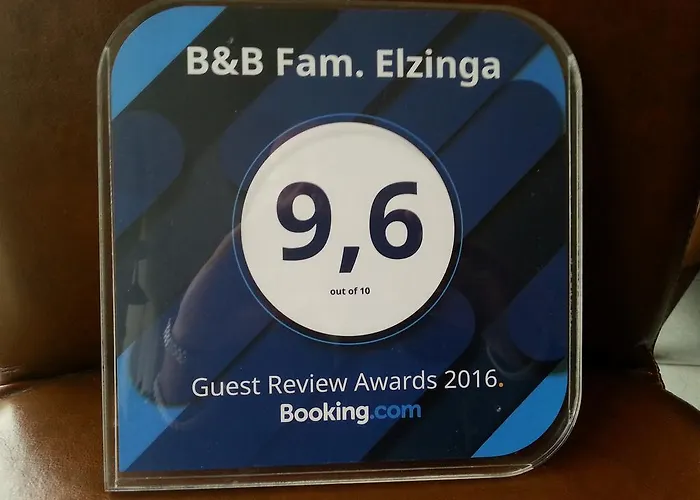 B&B Fam. Elzinga
9,6
out of 10
Guest Review Awards 2016.
Booking.com